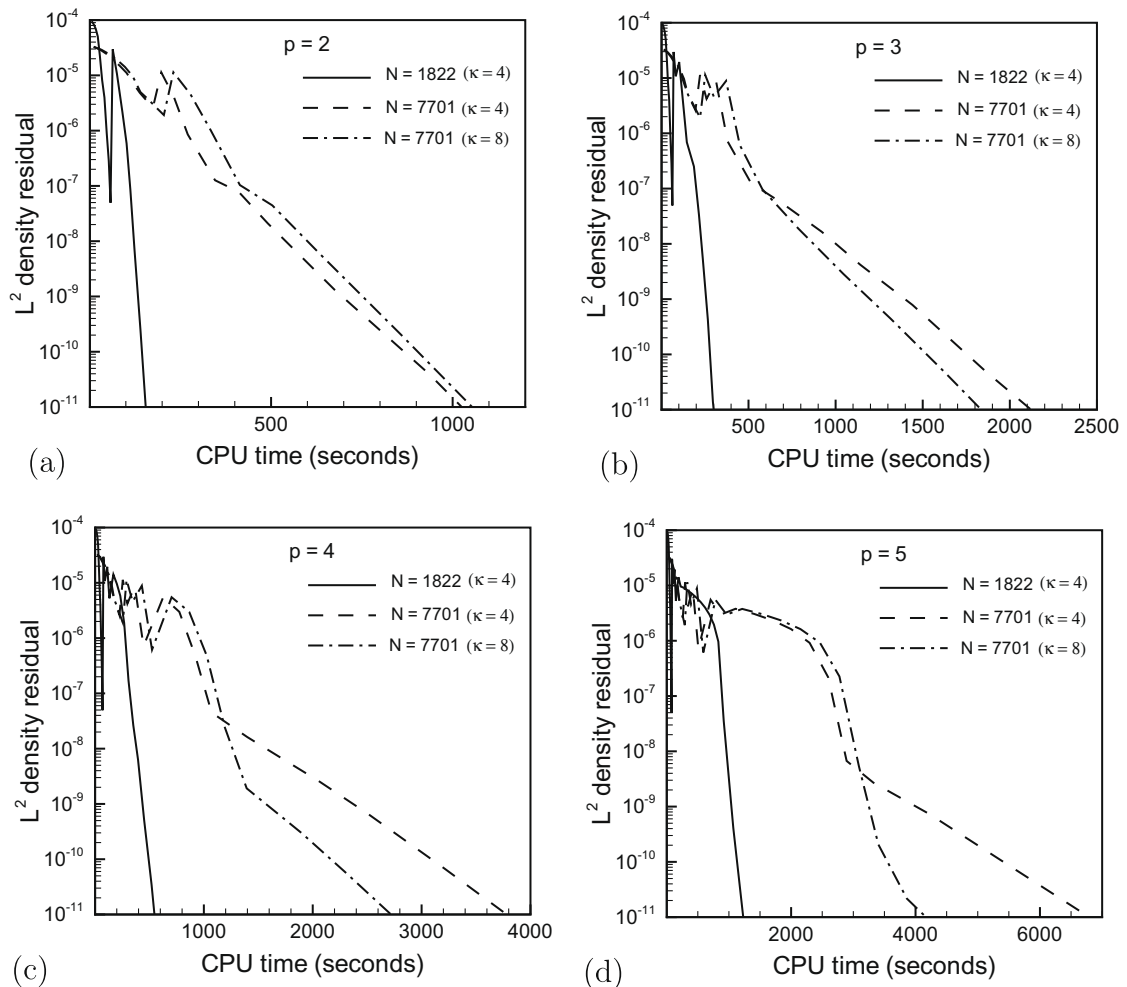 p = 2
N = 1822 (κ = 4)
N = 7701 (κ = 4)
N = 7701 (κ = 8)
L² density residual
10⁻⁴
10⁻⁵
10⁻⁶
10⁻⁷
10⁻⁸
10⁻⁹
10⁻¹⁰
10⁻¹¹
500
1000
CPU time (seconds)
(a)
p = 3
N = 1822 (κ = 4)
N = 7701 (κ = 4)
N = 7701 (κ = 8)
L² density residual
10⁻⁴
10⁻⁵
10⁻⁶
10⁻⁷
10⁻⁸
10⁻⁹
10⁻¹⁰
10⁻¹¹
500
1000
1500
2000
2500
CPU time (seconds)
(b)
p = 4
N = 1822 (κ = 4)
N = 7701 (κ = 4)
N = 7701 (κ = 8)
L² density residual
10⁻⁴
10⁻⁵
10⁻⁶
10⁻⁷
10⁻⁸
10⁻⁹
10⁻¹⁰
10⁻¹¹
1000
2000
3000
4000
CPU time (seconds)
(c)
p = 5
N = 1822 (κ = 4)
N = 7701 (κ = 4)
N = 7701 (κ = 8)
L² density residual
10⁻⁴
10⁻⁵
10⁻⁶
10⁻⁷
10⁻⁸
10⁻⁹
10⁻¹⁰
10⁻¹¹
2000
4000
6000
CPU time (seconds)
(d)